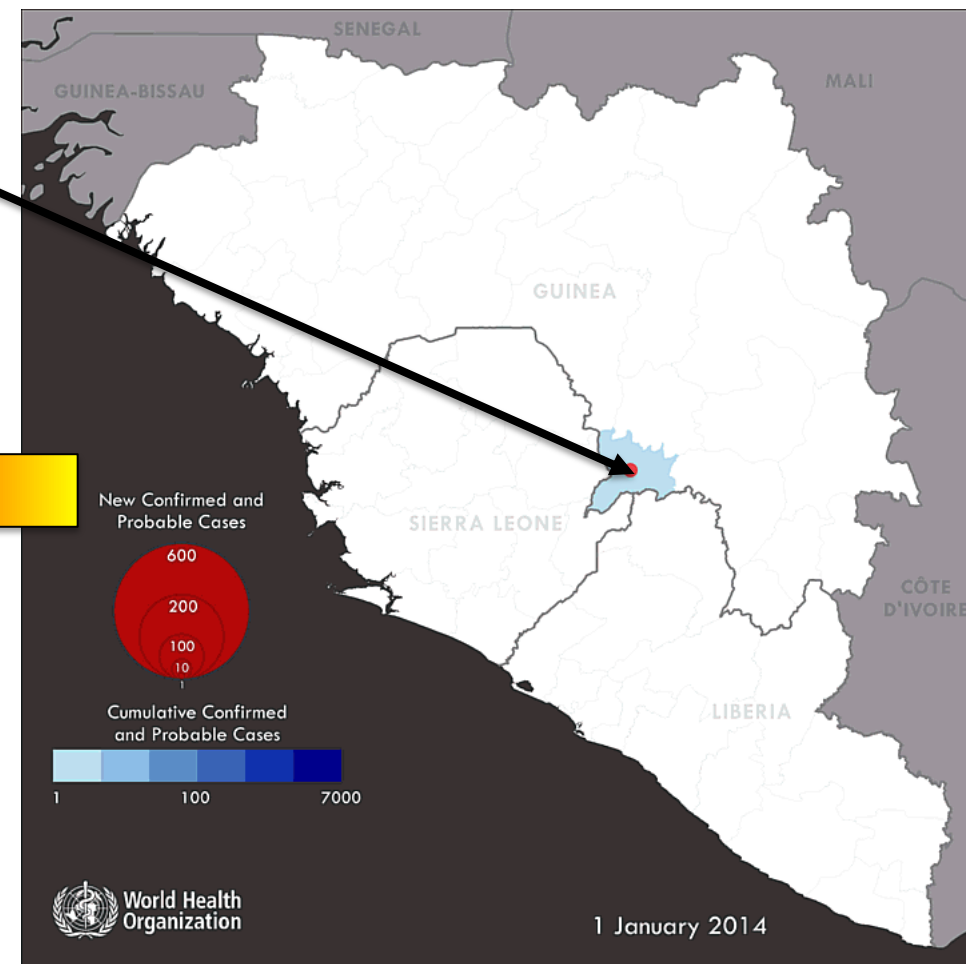 SENEGAL
GUINEA-BISSAU
MALI
GUINEA
SIERRA LEONE
CÔTE
D'IVOIRE
LIBERIA
New Confirmed and
Probable Cases
600
200
100
10
1
Cumulative Confirmed
and Probable Cases
1 100 7000
World Health
Organization
1 January 2014